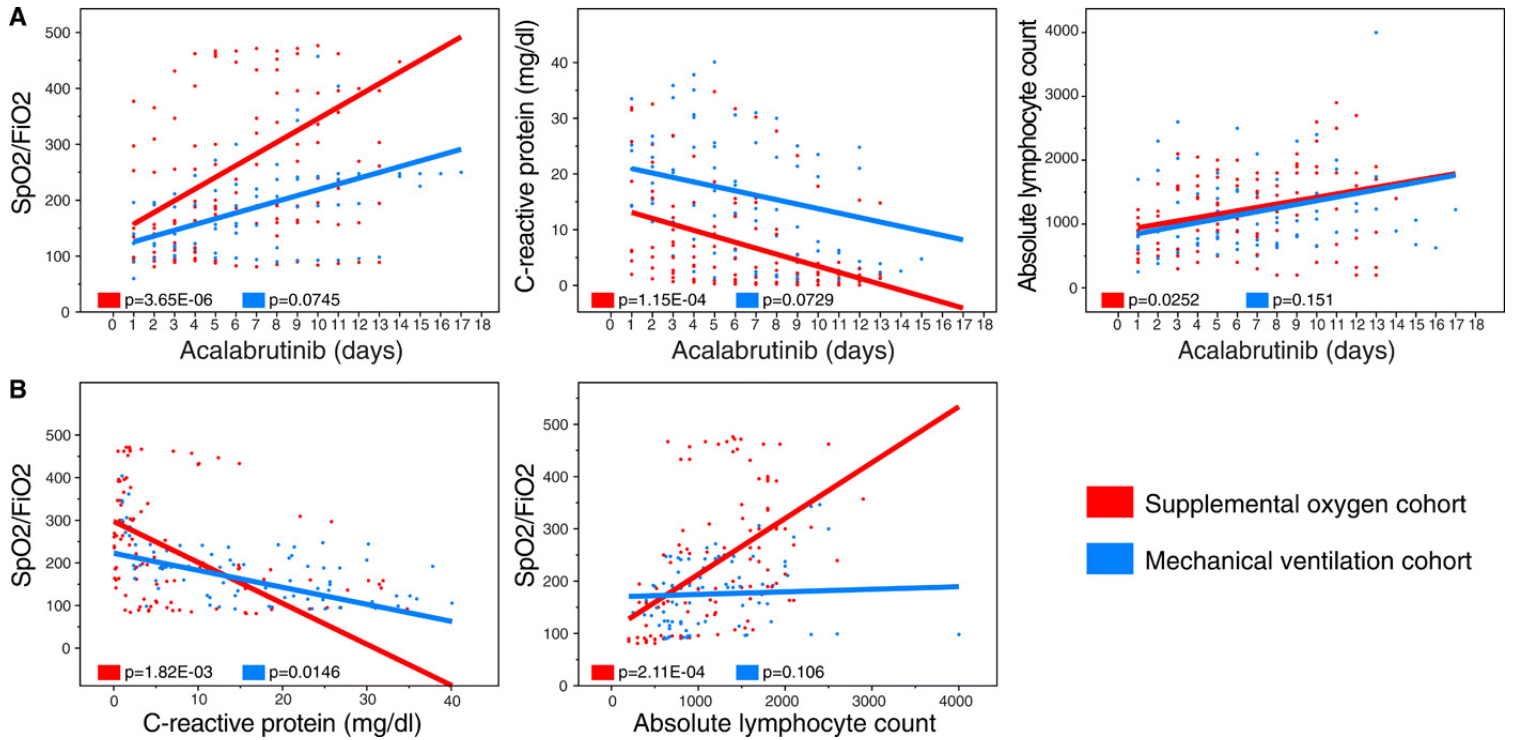 A
SpO2/FiO2
500
400
300
200
100
0
p=3.65E-06 p=0.0745
0 1 2 3 4 5 6 7 8 9 10 11 12 13 14 15 16 17 18
Acalabrutinib (days)
C-reactive protein (mg/dl)
40
30
20
10
0
p=1.15E-04 p=0.0729
0 1 2 3 4 5 6 7 8 9 10 11 12 13 14 15 16 17 18
Acalabrutinib (days)
Absolute lymphocyte count
4000
3000
2000
1000
0
p=0.0252 p=0.151
0 1 2 3 4 5 6 7 8 9 10 11 12 13 14 15 16 17 18
Acalabrutinib (days)
B
SpO2/FiO2
500
400
300
200
100
0
p=1.82E-03 p=0.0146
0 10 20 30 40
C-reactive protein (mg/dl)
SpO2/FiO2
500
400
300
200
100
0
p=2.11E-04 p=0.106
0 1000 2000 3000 4000
Absolute lymphocyte count
Supplemental oxygen cohort
Mechanical ventilation cohort